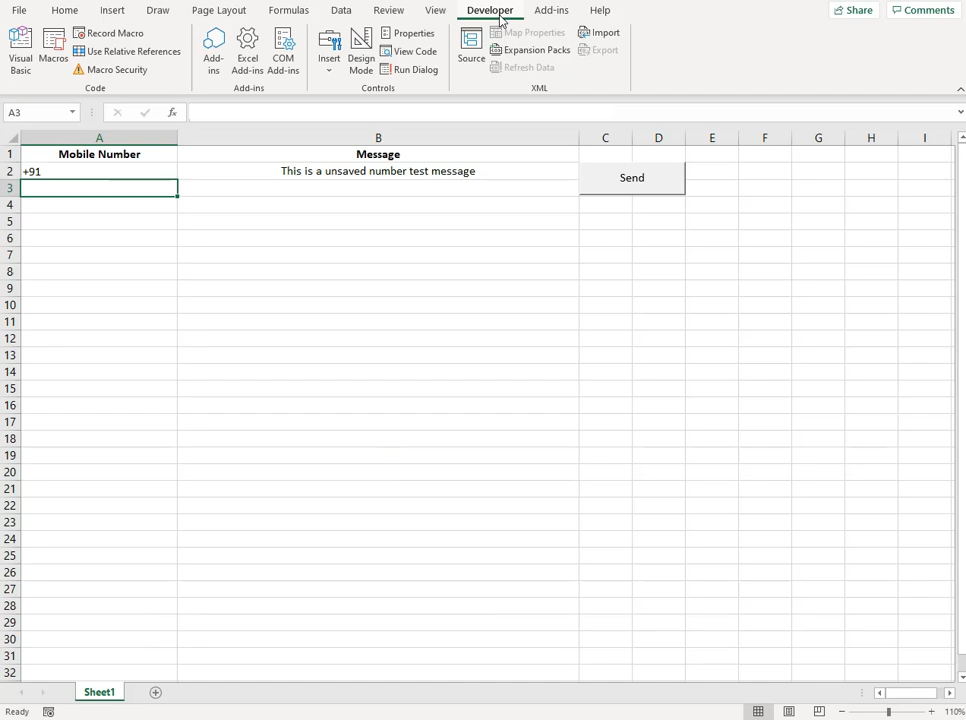 File Home Insert Draw Page Layout Formulas Data Review View Developer Add-ins Help Share Comments
Visual Basic
Macros
Record Macro
Use Relative References
Macro Security
Code
Add-ins
Excel Add-ins
COM Add-ins
Add-ins
Insert
Design Mode
Properties
View Code
Run Dialog
Controls
Source
Map Properties
Expansion Packs
Refresh Data
Import
Export
XML
A3 fx
A B C D E F G H I
1 Mobile Number Message
2 +91 This is a unsaved number test message
Send
3
4
5
6
7
8
9
10
11
12
13
14
15
16
17
18
19
20
21
22
23
24
25
26
27
28
29
30
31
32
Sheet1
Ready 110%